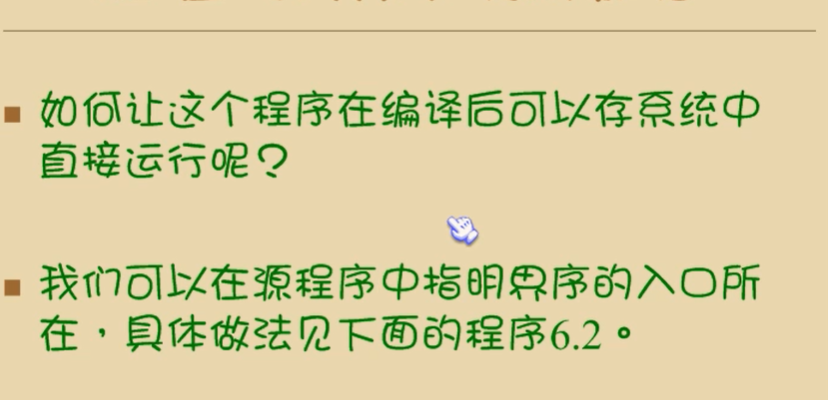 如何让这个程序在编译后可以存系统中
直接运行呢？
我们可以在源程序中指明界序的入口所
在，具体做法见下面的程序6.2。